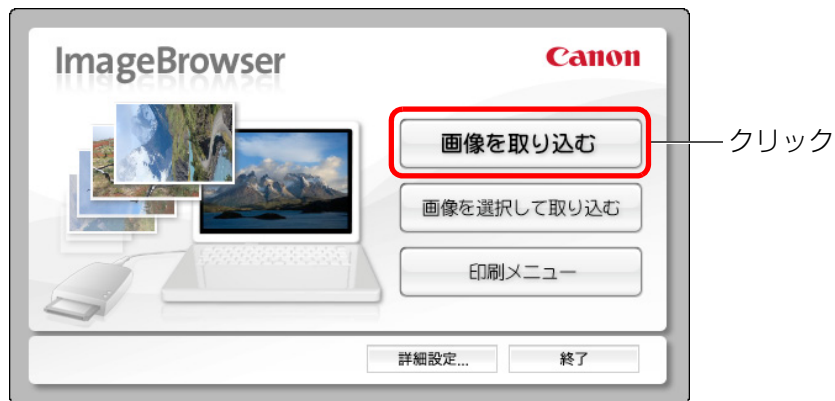 ImageBrowser
Canon
画像を取り込む
クリック
画像を選択して取り込む
印刷メニュー
詳細設定...
終了